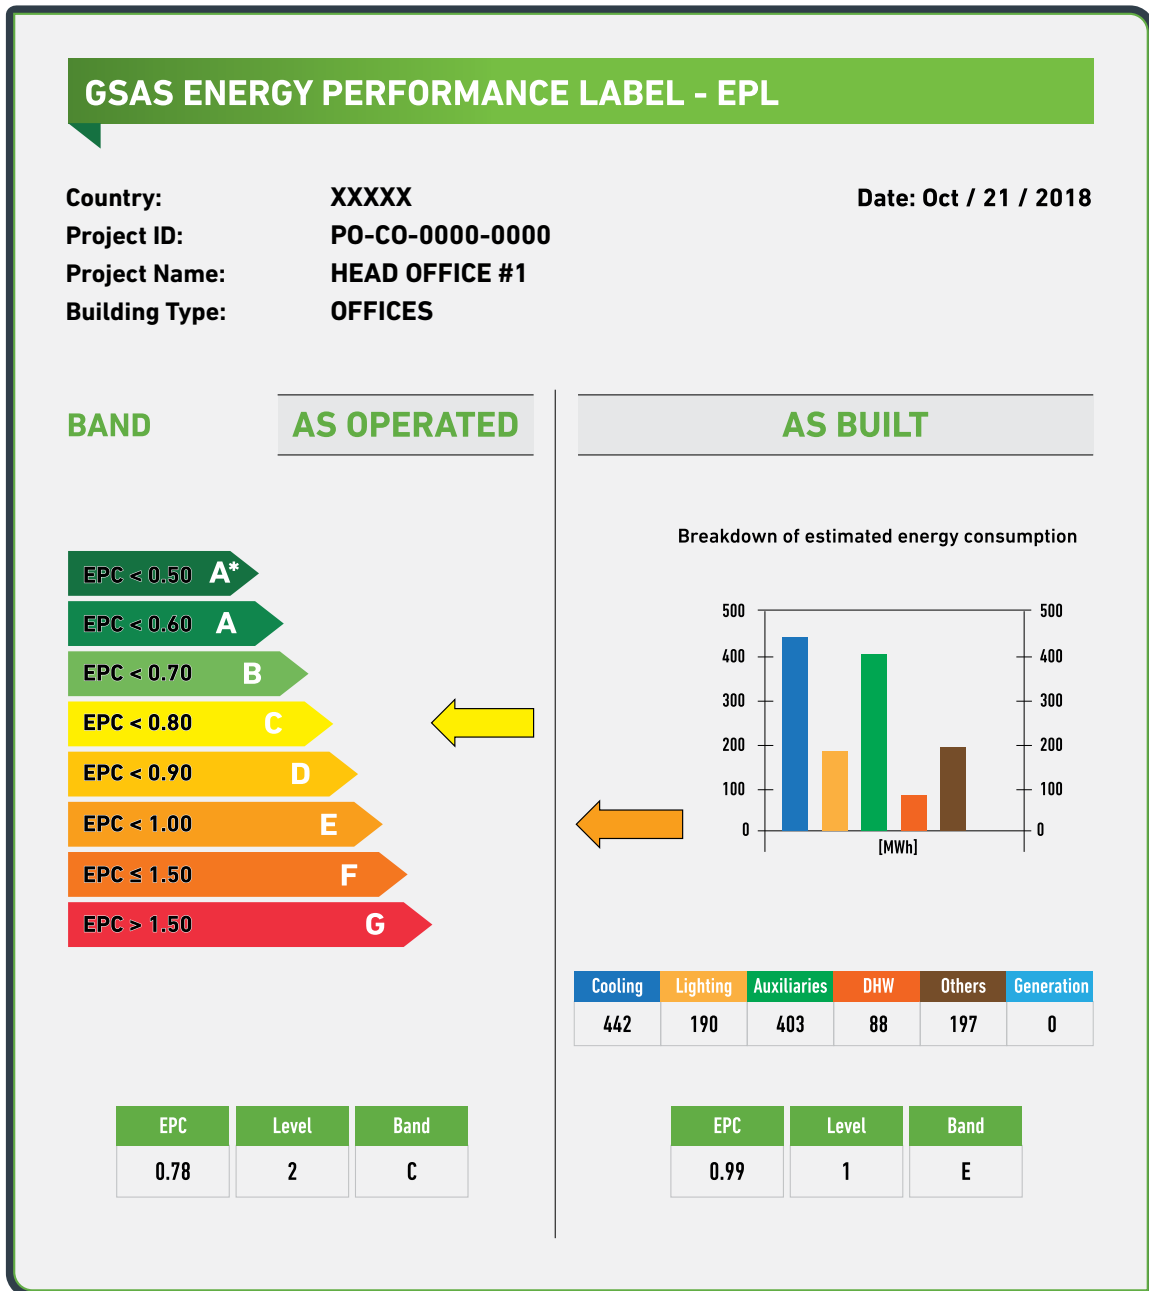 GSAS ENERGY PERFORMANCE LABEL - EPL
Country: XXXXX Date: Oct / 21 / 2018
Project ID: PO-CO-0000-0000
Project Name: HEAD OFFICE #1
Building Type: OFFICES
BAND AS OPERATED
EPC < 0.50 A*
EPC < 0.60 A
EPC < 0.70 B
EPC < 0.80 C
EPC < 0.90 D
EPC < 1.00 E
EPC ≤ 1.50 F
EPC > 1.50 G
EPC Level Band
0.78 2 C
AS BUILT
Breakdown of estimated energy consumption
500 500
400 400
300 300
200 200
100 100
0 0
[MWh]
Cooling Lighting Auxiliaries DHW Others Generation
442 190 403 88 197 0
EPC Level Band
0.99 1 E